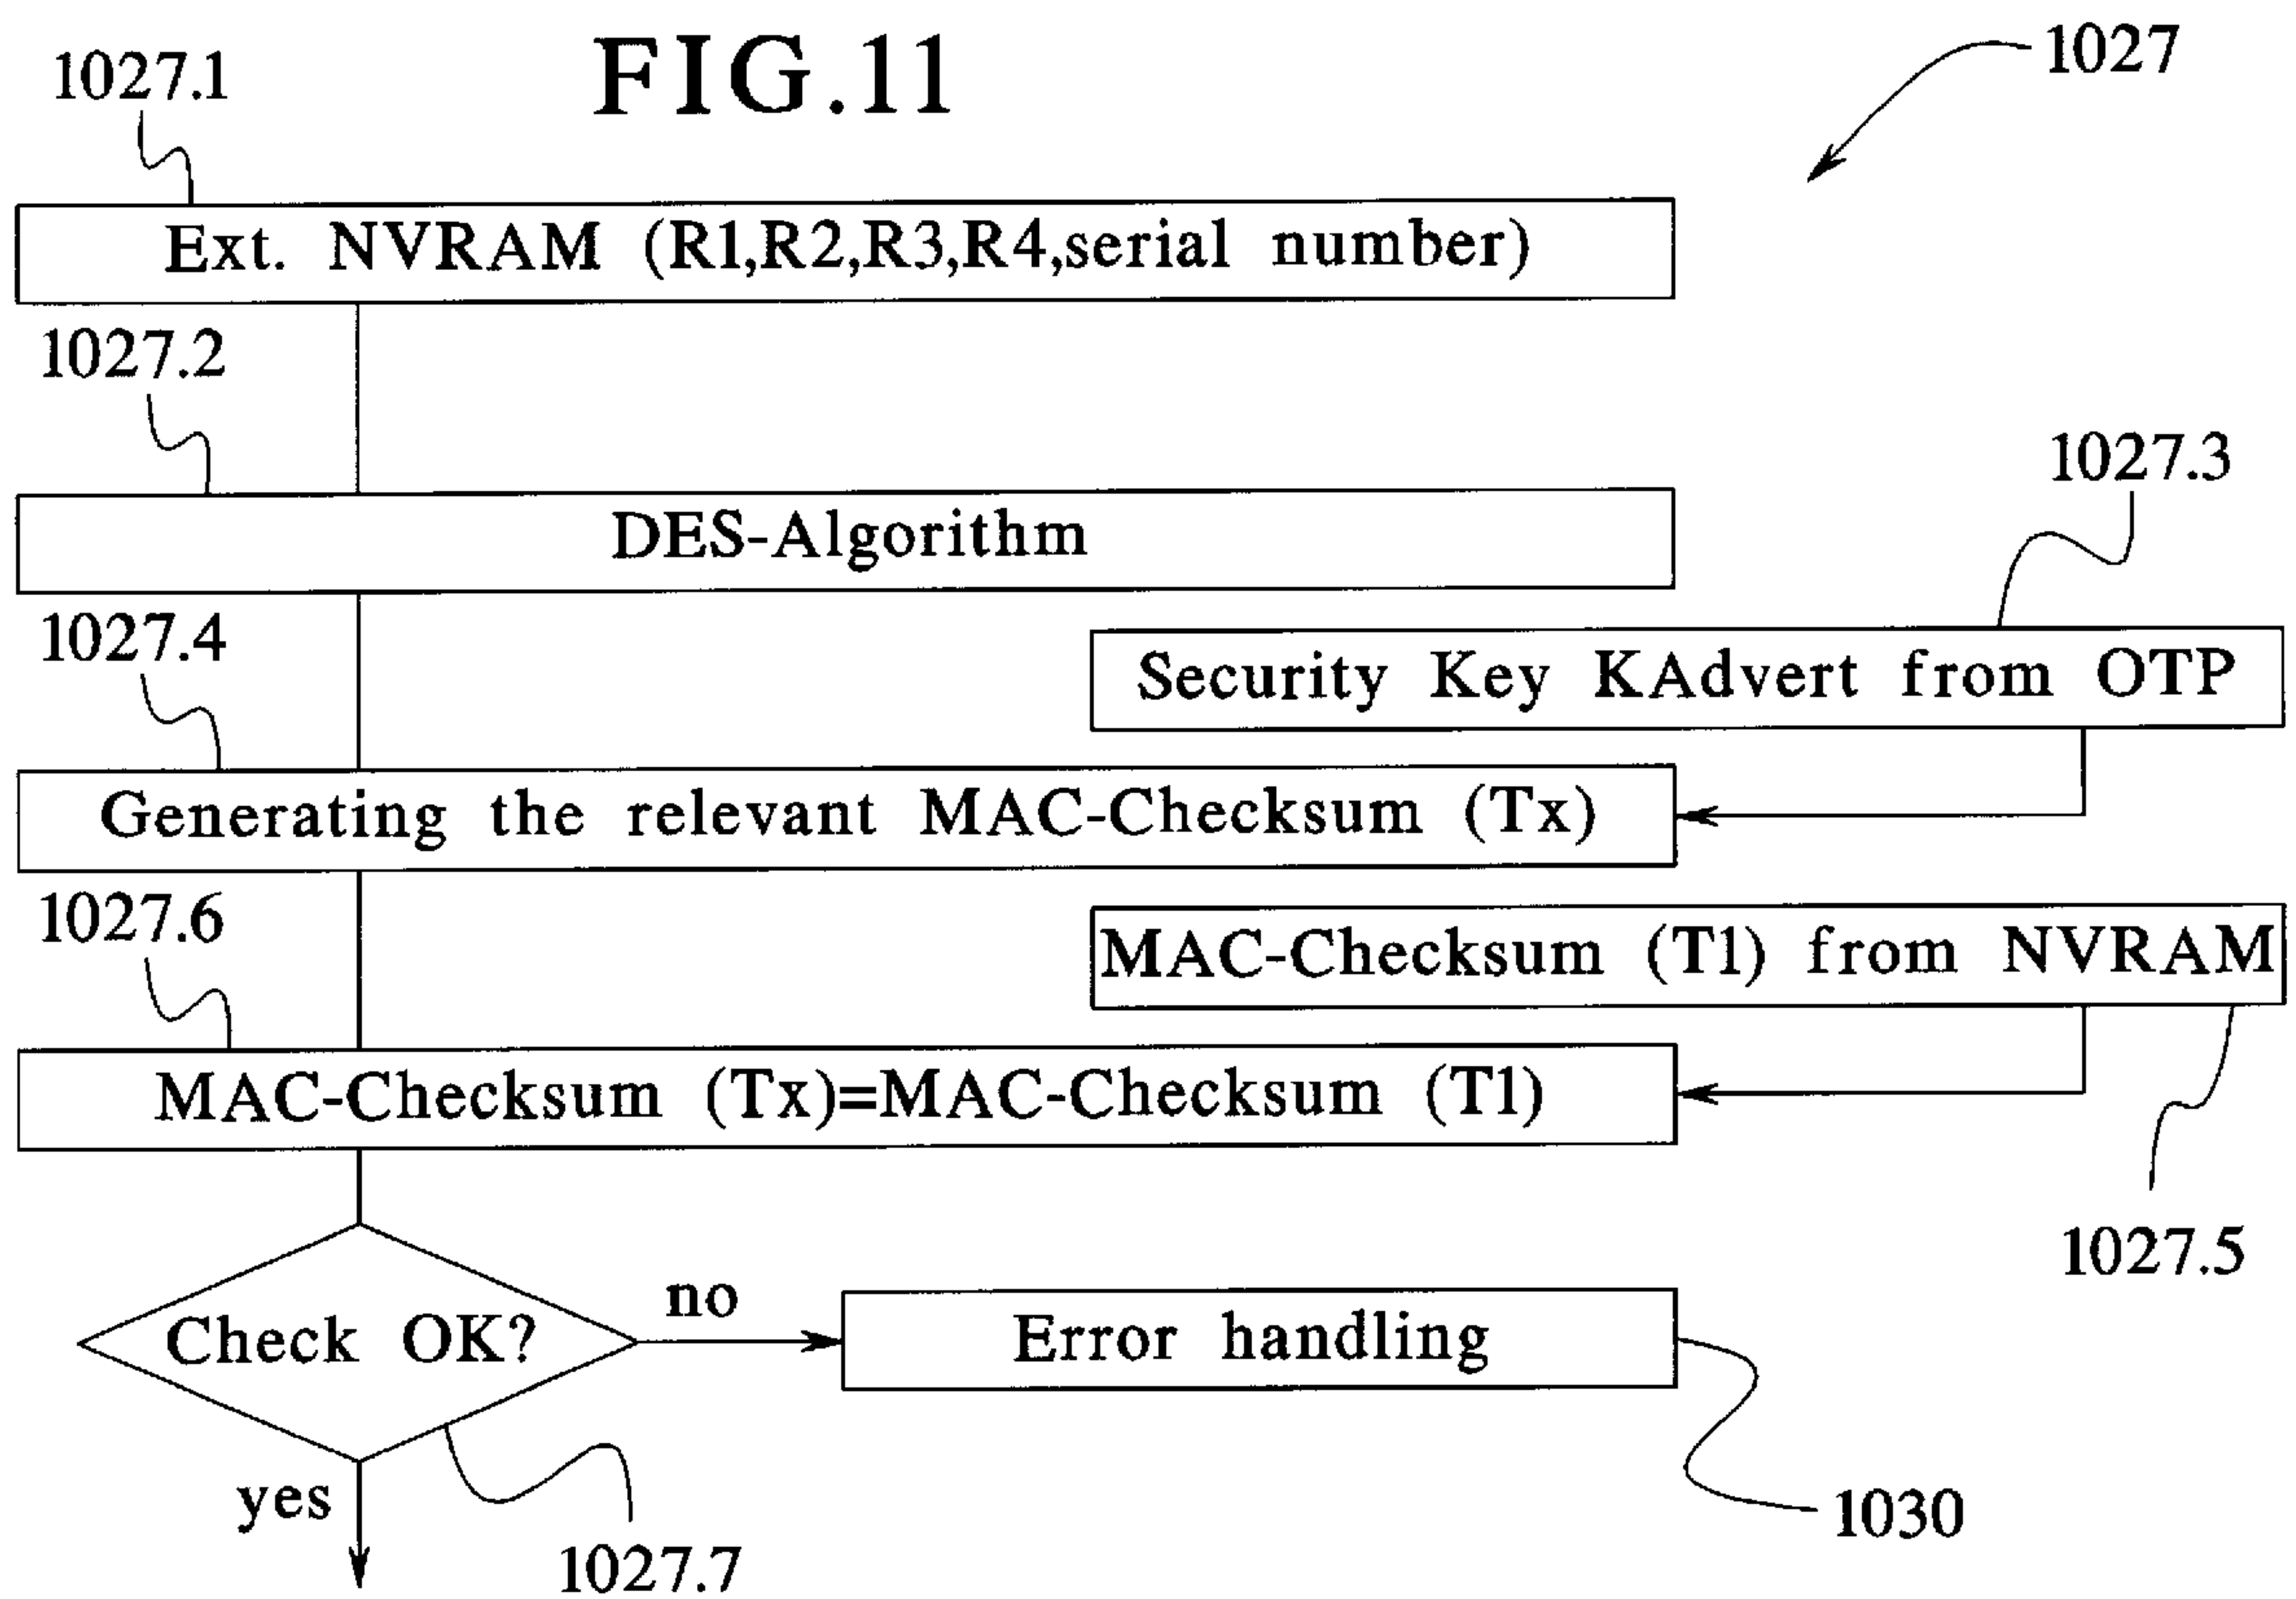 FIG.11
1027
1027.1
Ext. NVRAM (R1,R2,R3,R4,serial number)
1027.2
DES-Algorithm
1027.3
Security Key KAdvert from OTP
1027.4
Generating the relevant MAC-Checksum (Tx)
MAC-Checksum (T1) from NVRAM
1027.5
1027.6
MAC-Checksum (Tx)=MAC-Checksum (T1)
Check OK?
no
Error handling
1030
yes
1027.7